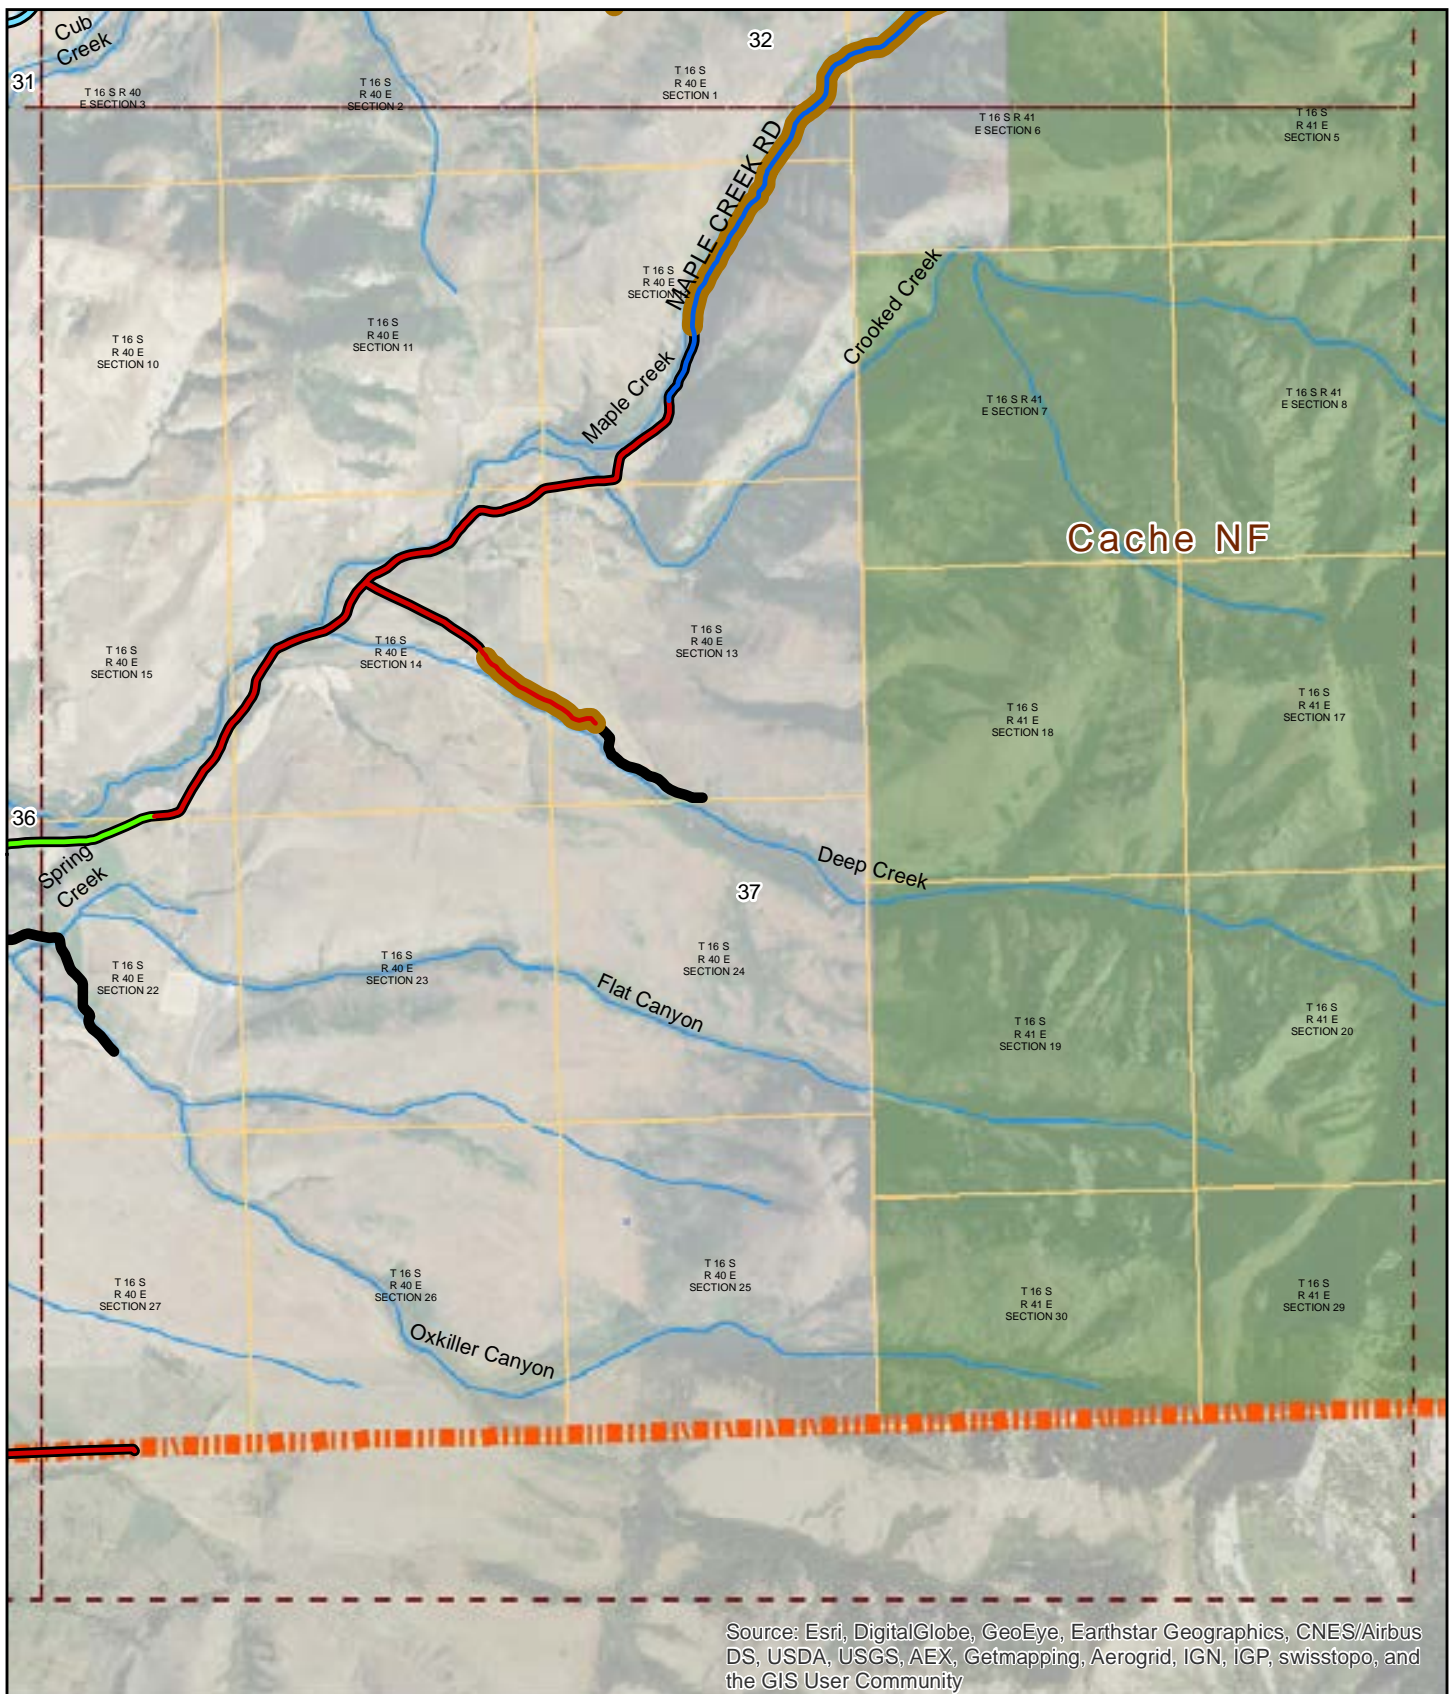 Cub
Creek
32
31
T 16 S R 40
E SECTION 3
T 16 S
R 40 E
SECTION 2
T 16 S
R 40 E
SECTION 1
T 16 S R 41
E SECTION 6
T 16 S
R 41 E
SECTION 5
MAPLE CREEK RD
T 16 S
R 40 E
SECTION
Crooked Creek
T 16 S
R 40 E
SECTION 10
T 16 S
R 40 E
SECTION 11
Maple Creek
T 16 S R 41
E SECTION 7
T 16 S R 41
E SECTION 8
Cache NF
T 16 S
R 40 E
SECTION 15
T 16 S
R 40 E
SECTION 14
T 16 S
R 40 E
SECTION 13
T 16 S
R 41 E
SECTION 18
T 16 S
R 41 E
SECTION 17
36
Spring
Creek
Deep Creek
37
T 16 S
R 40 E
SECTION 22
T 16 S
R 40 E
SECTION 23
T 16 S
R 40 E
SECTION 24
Flat Canyon
T 16 S
R 41 E
SECTION 19
T 16 S
R 41 E
SECTION 20
T 16 S
R 40 E
SECTION 27
T 16 S
R 40 E
SECTION 26
T 16 S
R 40 E
SECTION 25
T 16 S
R 41 E
SECTION 30
T 16 S
R 41 E
SECTION 29
Oxkiller Canyon
Source: Esri, DigitalGlobe, GeoEye, Earthstar Geographics, CNES/Airbus
DS, USDA, USGS, AEX, Getmapping, Aerogrid, IGN, IGP, swisstopo, and
the GIS User Community